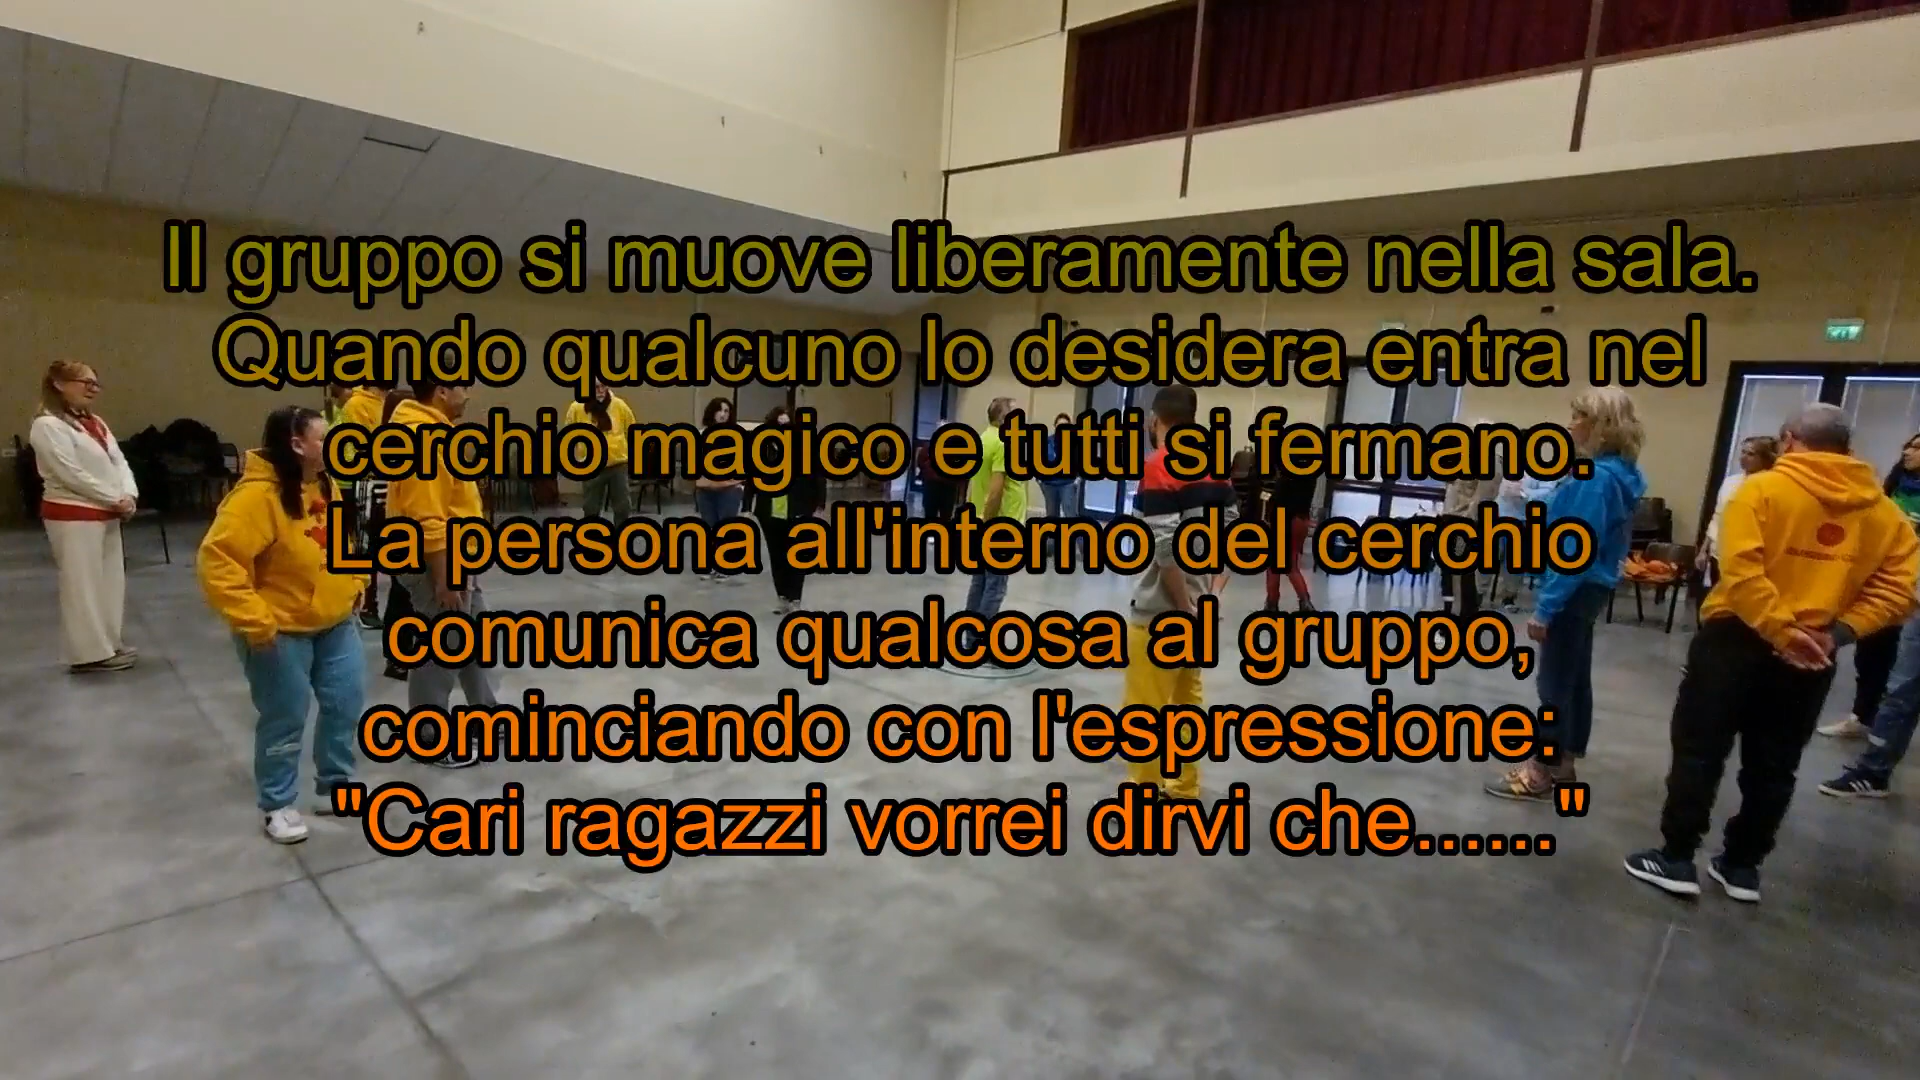 Il gruppo si muove liberamente nella sala.
Quando qualcuno lo desidera entra nel
cerchio magico e tutti si fermano.
La persona all'interno del cerchio
comunica qualcosa al gruppo,
cominciando con l'espressione:
"Cari ragazzi vorrei dirvi che......"